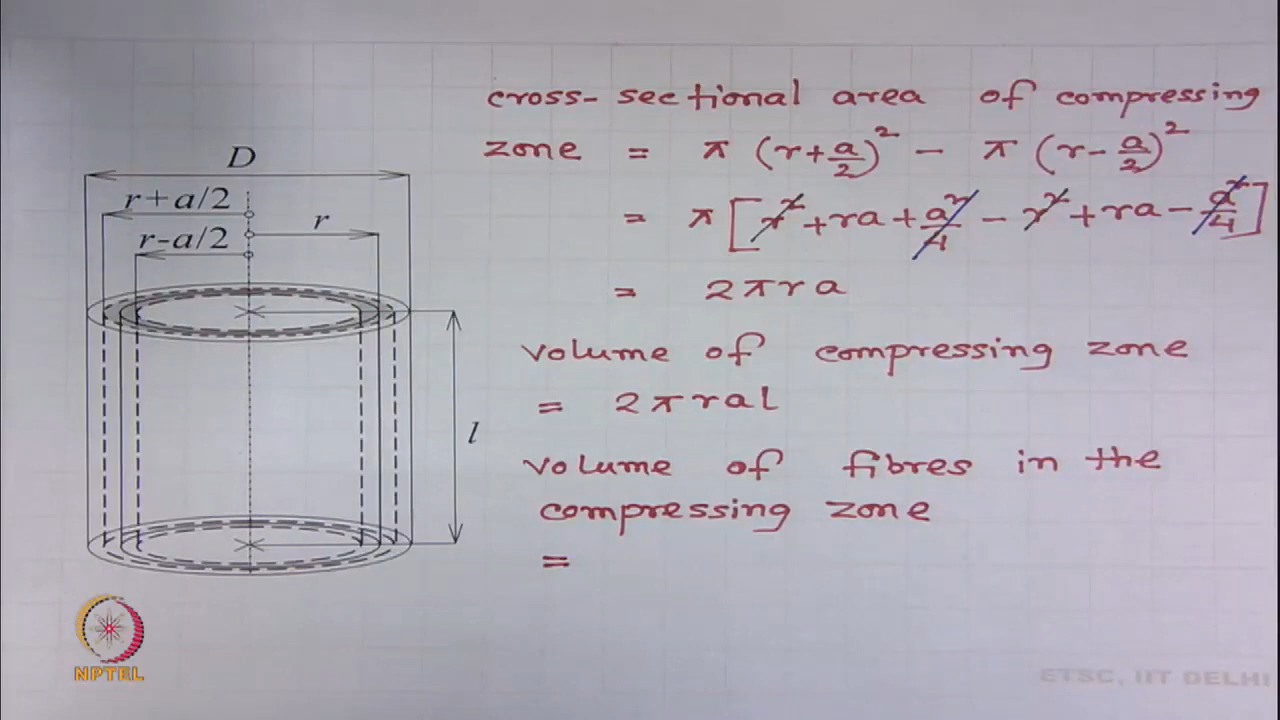 cross-sectional area of compressing
zone = π (r+a/2)² - π (r-a/2)²
= π [r² + ra + a²/4 - r² + ra - a²/4]
= 2πra
volume of compressing zone
= 2πral
volume of fibres in the
compressing zone
=
D
r+a/2
r
r-a/2
l
NPTEL
ETSC, IIT DELHI